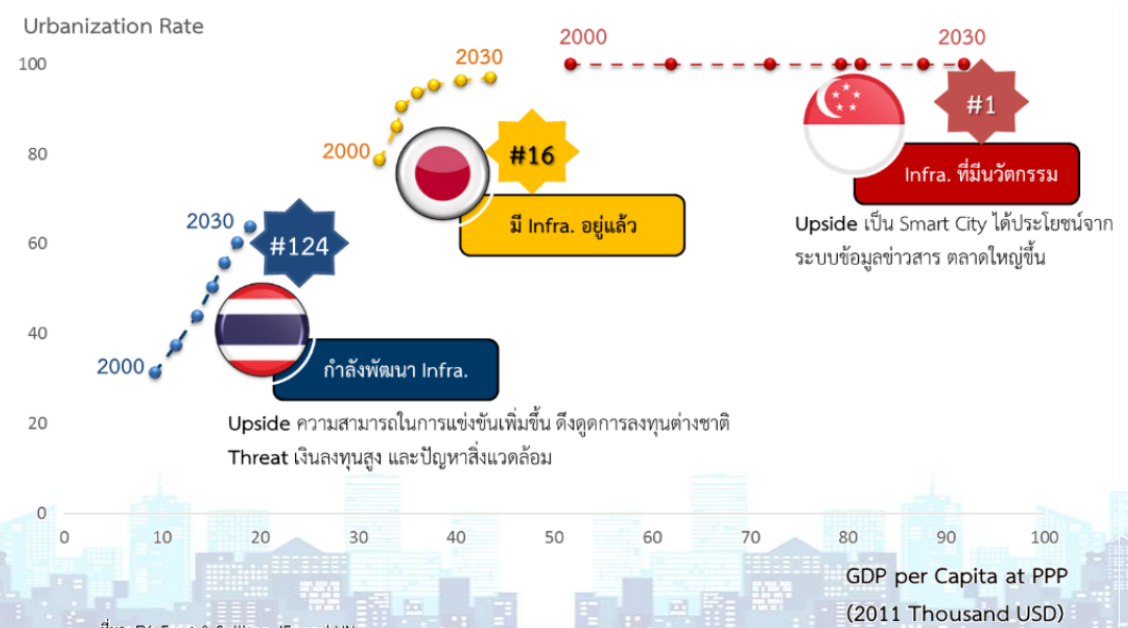 Urbanization Rate
2000
2030
100
2030
#1
80
2000
#16
Infra. ที่มีนวัตกรรม
2030
มี Infra. อยู่แล้ว
Upside เป็น Smart City ได้ประโยชน์จาก
ระบบข้อมูลข่าวสาร ตลาดใหญ่ขึ้น
60
#124
40
2000
กำลังพัฒนา Infra.
20
Upside ความสามารถในการแข่งขันเพิ่มขึ้น ดึงดูดการลงทุนต่างชาติ
Threat เงินลงทุนสูง และปัญหาสิ่งแวดล้อม
0
0 10 20 30 40 50 60 70 80 90 100
GDP per Capita at PPP
(2011 Thousand USD)